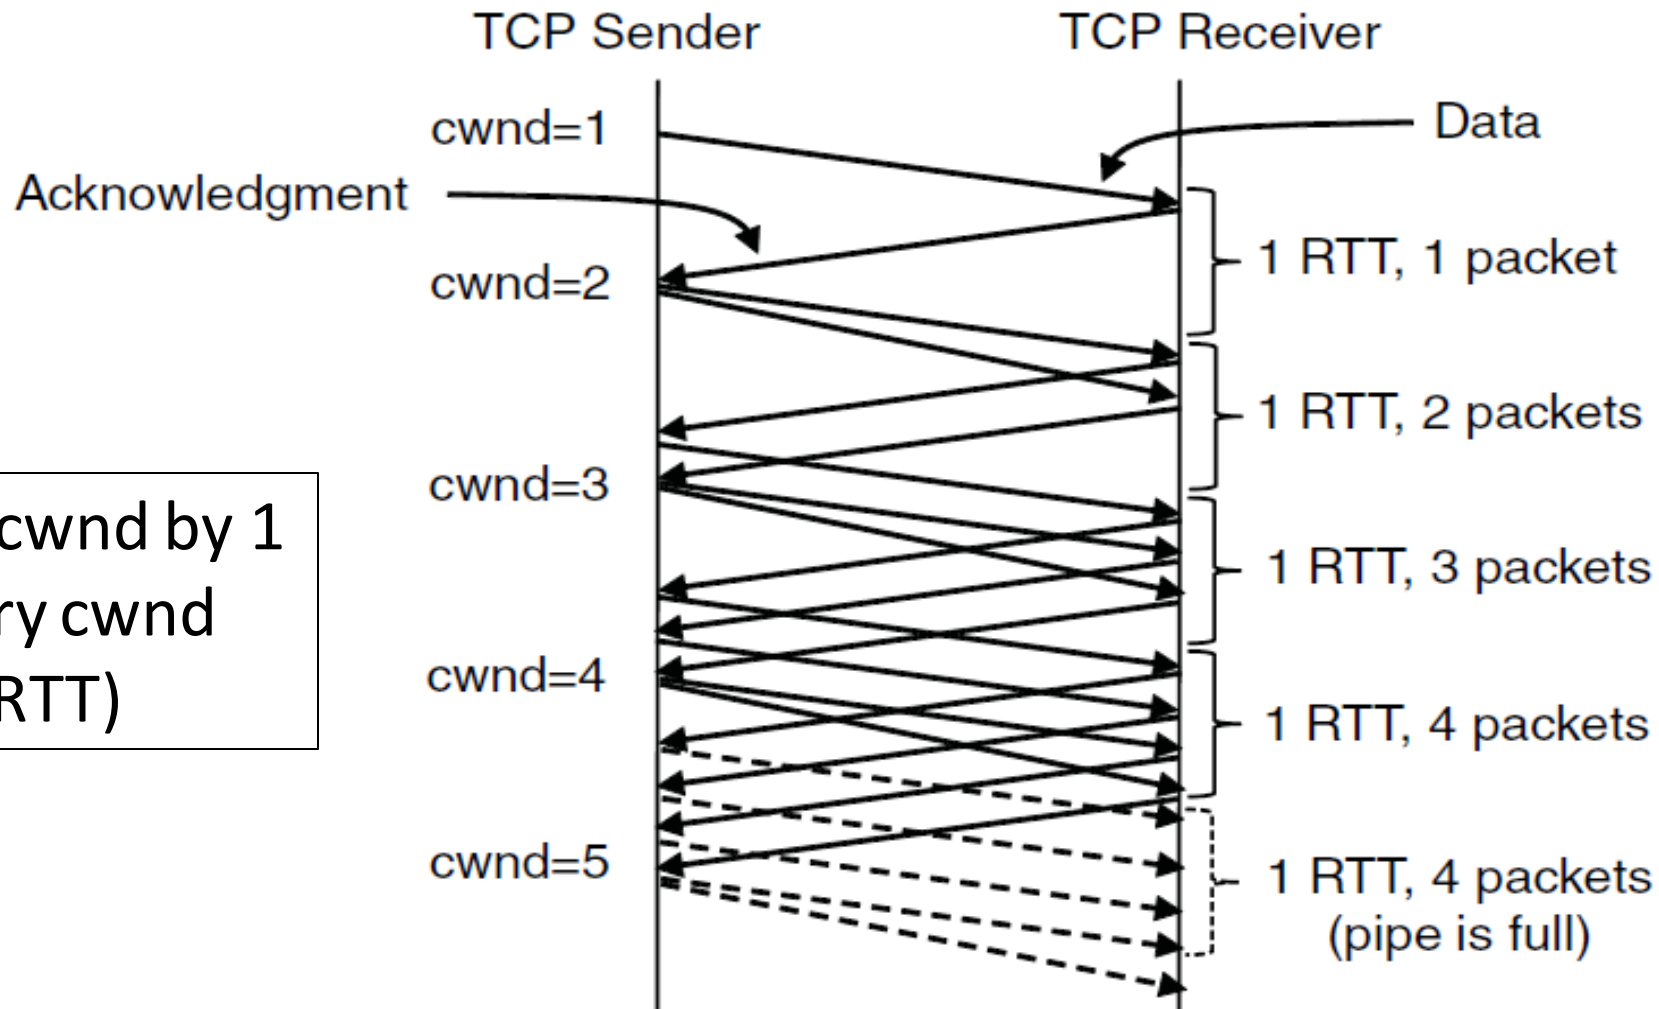 TCP Sender
TCP Receiver
cwnd=1
Data
Acknowledgment
1 RTT, 1 packet
cwnd=2
1 RTT, 2 packets
cwnd=3
cwnd by 1
cwnd
RTT)
1 RTT, 3 packets
cwnd=4
1 RTT, 4 packets
cwnd=5
1 RTT, 4 packets
(pipe is full)